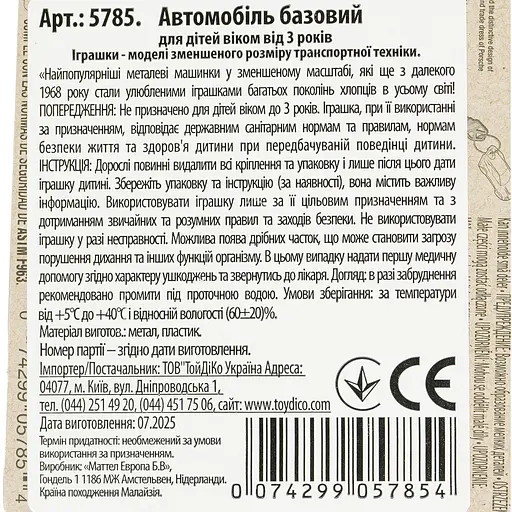 Арт.: 5785. Автомобіль базовий
для дітей віком від 3 років
Іграшки - моделі зменшеного розміру транспортної техніки.
«Найпопулярніші металеві машинки у зменшеному масштабі, які ще з далекого
1968 року стали улюбленими іграшками багатьох поколінь хлопців в усьому світі!
ПОПЕРЕДЖЕННЯ: Не призначено для дітей віком до 3 років. Іграшка, при її використанні
за призначенням, відповідає державним санітарним нормам та правилам, нормам
безпеки життя та здоров'я дитини при передбачуваній поведінці дитини.
ІНСТРУКЦІЯ: Дорослі повинні видалити всі кріплення та упаковку і лише після цього дати
іграшку дитині. Збережіть упаковку та інструкцію (за наявності), вона містить важливу
інформацію. Використовувати іграшку лише за її цільовим призначенням та з
дотриманням звичайних та розумних правил та заходів безпеки. Не використовувати
іграшку у разі несправності. Можлива поява дрібних часток, що може становити загрозу
порушення дихання та інших функцій організму. В цьому випадку надати першу медичну
допомогу згідно характеру ушкоджень та звернутись до лікаря. Догляд: в разі забруднення
рекомендовано промити під проточною водою. Умови зберігання: за температури
від +5°С до +40°С і відносній вологості (60±20)%.
Матеріал виготов.: метал, пластик.
Номер партії – згідно дати виготовлення.
Імпортер/Постачальник: ТОВ"ТойДіКо Україна Адреса:
04077, м. Київ, вул. Дніпроводська 1,
тел. (044) 251 49 20, (044) 451 75 06, сайт: www.toydico.com
Дата виготовлення: 07.2025
Термін придатності: необмежений за умови
використання за призначенням.
Виробник: «Маттел Европа Б.В»,
Гондель 1 1186 МЖ Амстельвен, Нідерланди.
Країна походження Малайзія.
CE
0 74299 05785 4